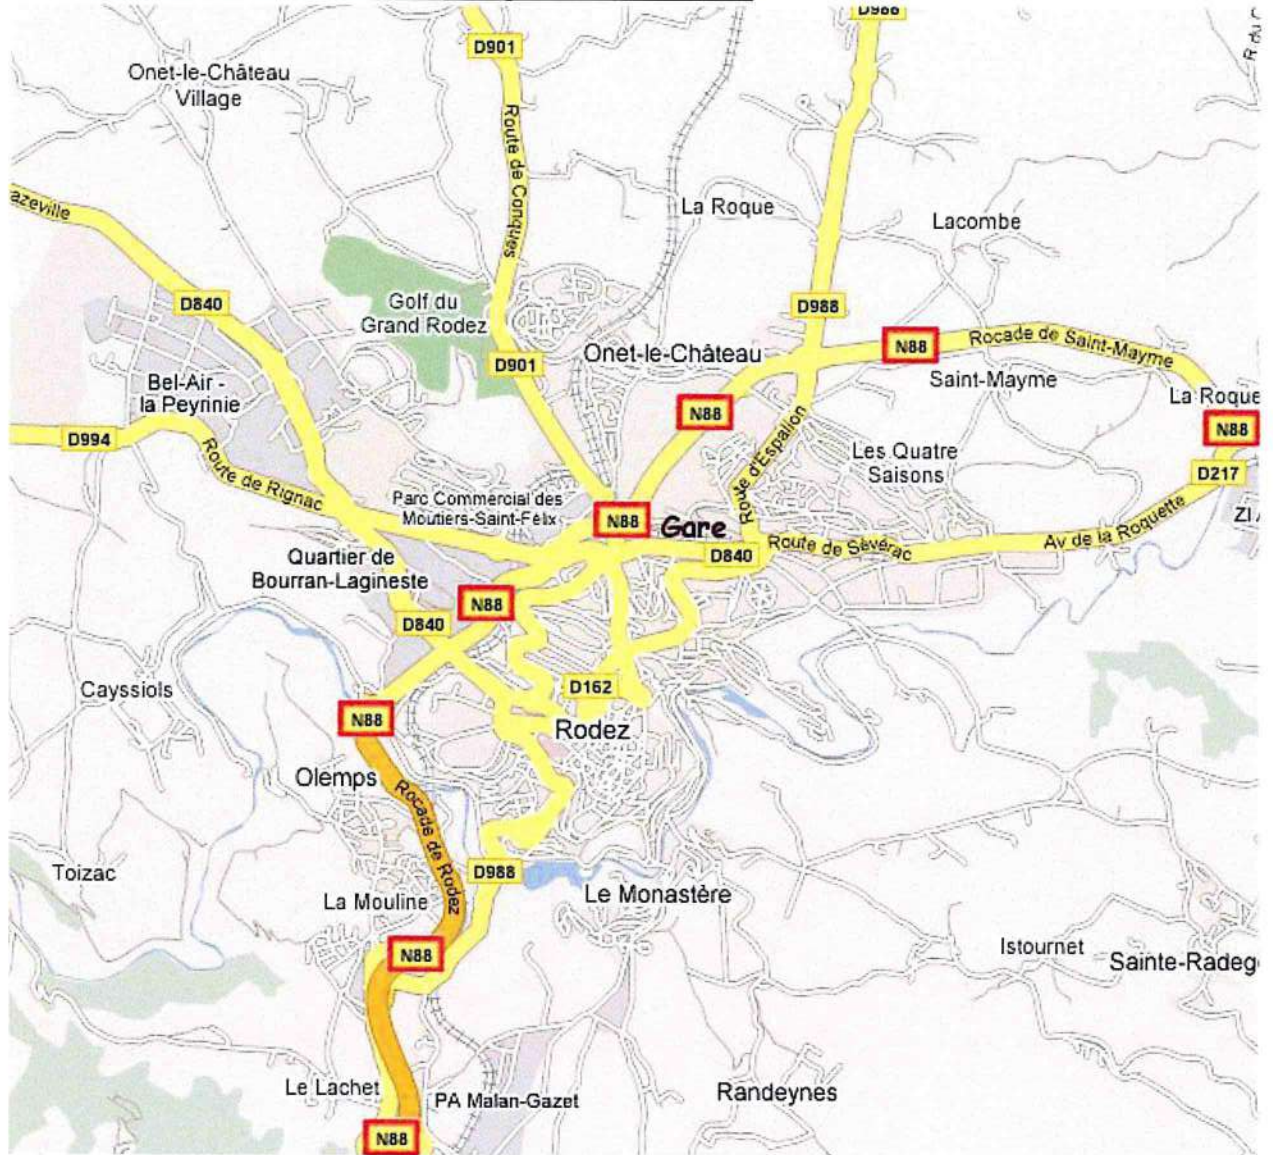 D988
D901
Onet-le-Château
Village
R du
Route de Conques
azeville
La Roque
Lacombe
D840
Golf du
Grand Rodez
D988
N88
Rocade de Saint-Mayme
D901
Onet-le-Château
Saint-Mayme
Bel-Air -
la Peyrinie
La Roque
N88
N88
D994
Route de Rignac
Route d'Espalion
Les Quatre
Saisons
D217
Parc Commercial des
Moutiers-Saint-Félix
N88
Gare
ZI
Av de la Roquette
Route de Sévérac
D840
Quartier de
Bourran-Lagineste
N88
D840
Cayssiols
D162
N88
Rodez
Olemps
Rocade de Rodez
Toizac
D988
La Mouline
Le Monastère
N88
Istournet
Sainte-Radeg
Le Lachet
PA Malan-Gazet
Randeynes
N88